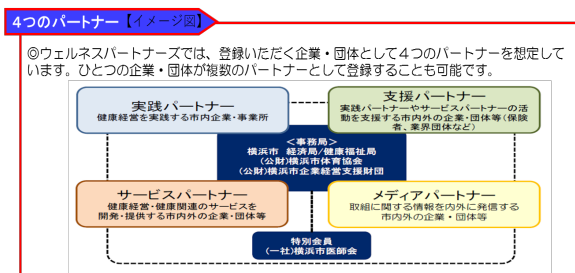 4つのパートナー【イメージ図】
◎ウェルネスパートナーズでは、登録いただく企業・団体として4つのパートナーを想定して
います。ひとつの企業・団体が複数のパートナーとして登録することも可能です。
実践パートナー
健康経営を実践する市内企業・事業所
支援パートナー
実践パートナーやサービスパートナーの活
動を支援する市内外の企業・団体等(保険
者、業界団体など)
＜事務局＞
横浜市 経済局/健康福祉局
(公財)横浜市体育協会
(公財)横浜市企業経営支援財団
サービスパートナー
健康経営・健康関連のサービスを
開発・提供する市内外の企業・団体等
メディアパートナー
取組に関する情報を内外に発信する
市内外の企業・団体等
特別会員
(一社)横浜市医師会